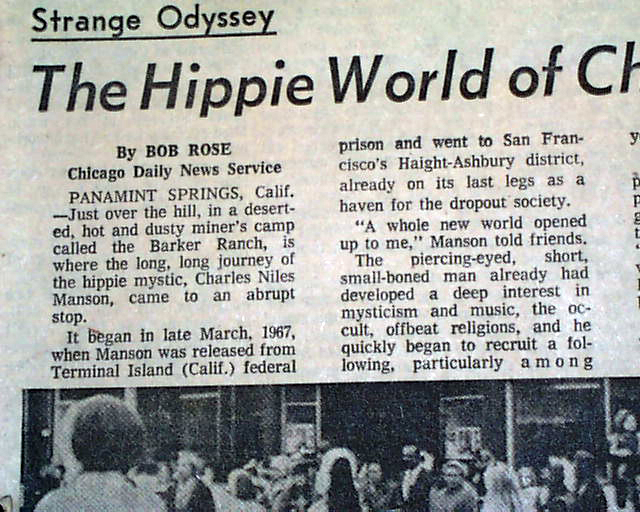 Strange Odyssey
The Hippie World of Ch
By BOB ROSE
Chicago Daily News Service
PANAMINT SPRINGS, Calif.
—Just over the hill, in a desert-
ed, hot and dusty miner's camp
called the Barker Ranch, is
where the long, long journey of
the hippie mystic, Charles Niles
Manson, came to an abrupt
stop.
It began in late March, 1967,
when Manson was released from
Terminal Island (Calif.) federal
prison and went to San Fran-
cisco's Haight-Ashbury district,
already on its last legs as a
haven for the dropout society.
"A whole new world opened
up to me," Manson told friends.
The piercing-eyed, short,
small-boned man already had
developed a deep interest in
mysticism and music, the oc-
cult, offbeat religions, and he
quickly began to recruit a fol-
lowing, particularly among